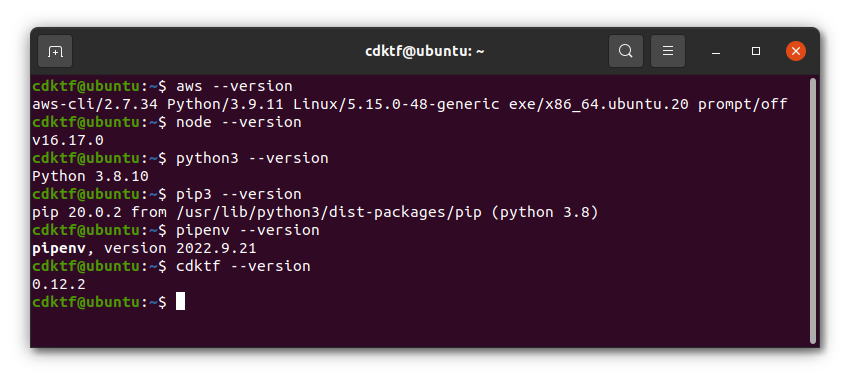 cdktf@ubuntu: ~
cdktf@ubuntu:~$ aws --version
aws-cli/2.7.34 Python/3.9.11 Linux/5.15.0-48-generic exe/x86_64.ubuntu.20 prompt/off
cdktf@ubuntu:~$ node --version
v16.17.0
cdktf@ubuntu:~$ python3 --version
Python 3.8.10
cdktf@ubuntu:~$ pip3 --version
pip 20.0.2 from /usr/lib/python3/dist-packages/pip (python 3.8)
cdktf@ubuntu:~$ pipenv --version
pipenv, version 2022.9.21
cdktf@ubuntu:~$ cdktf --version
0.12.2
cdktf@ubuntu:~$